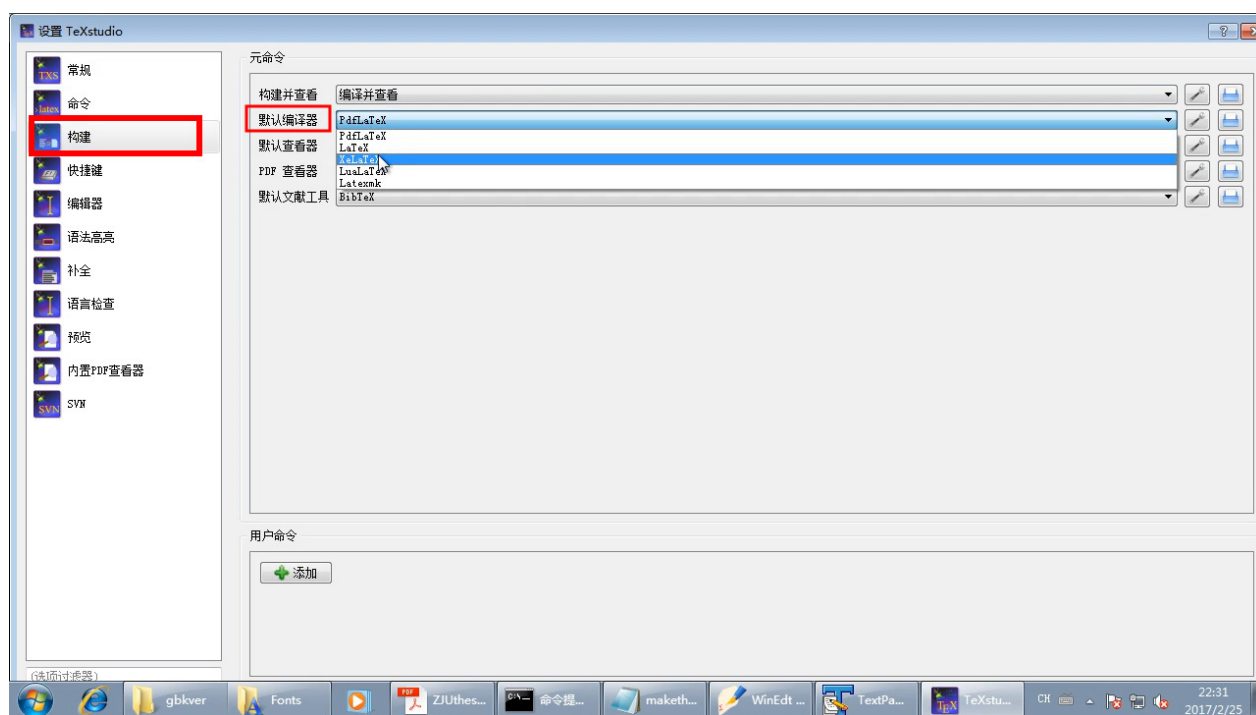 设置 TeXstudio
常规
命令
构建
快捷键
编辑器
语法高亮
补全
语言检查
预览
内置PDF查看器
SVN
(选项过滤器)
元命令
构建并查看 编译并查看
默认编译器 PdfLaTeX
PdfLaTeX
LaTeX
XeLaTeX
LuaLaTeX
Latexmk
默认查看器
PDF 查看器
默认文献工具 BibTeX
用户命令
添加
gbkver Fonts ZJUthes... 命令提... maketh... WinEdt ... TextPa... TeXstu... CH 22:31
2017/2/25